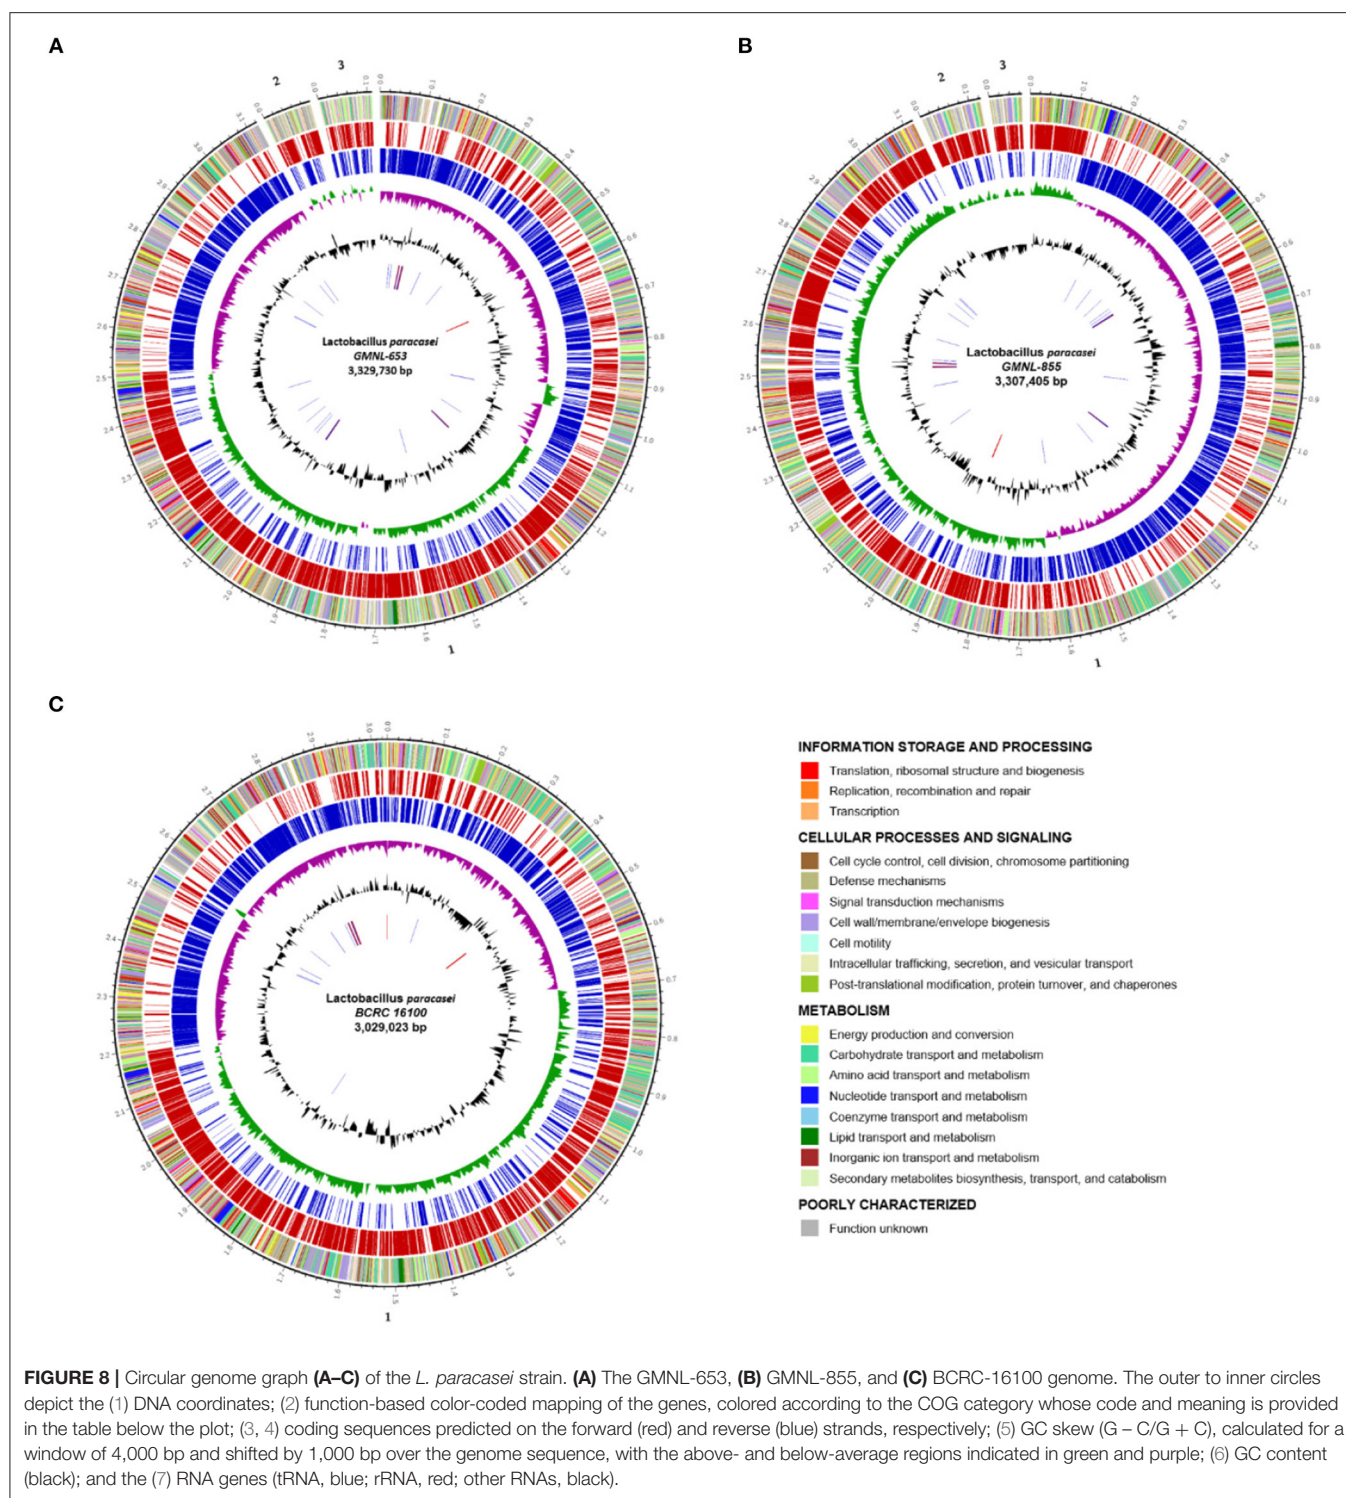 A
B
2
3
1
Lactobacillus paracasei
GMNL-653
3,329,730 bp
2
3
1
Lactobacillus paracasei
GMNL-855
3,307,405 bp
C
Lactobacillus paracasei
BCRC 16100
3,029,023 bp
1
INFORMATION STORAGE AND PROCESSING
Translation, ribosomal structure and biogenesis
Replication, recombination and repair
Transcription
CELLULAR PROCESSES AND SIGNALING
Cell cycle control, cell division, chromosome partitioning
Defense mechanisms
Signal transduction mechanisms
Cell wall/membrane/envelope biogenesis
Cell motility
Intracellular trafficking, secretion, and vesicular transport
Post-translational modification, protein turnover, and chaperones
METABOLISM
Energy production and conversion
Carbohydrate transport and metabolism
Amino acid transport and metabolism
Nucleotide transport and metabolism
Coenzyme transport and metabolism
Lipid transport and metabolism
Inorganic ion transport and metabolism
Secondary metabolites biosynthesis, transport, and catabolism
POORLY CHARACTERIZED
Function unknown
FIGURE 8 | Circular genome graph (A–C) of the L. paracasei strain. (A) The GMNL-653, (B) GMNL-855, and (C) BCRC-16100 genome. The outer to inner circles
depict the (1) DNA coordinates; (2) function-based color-coded mapping of the genes, colored according to the COG category whose code and meaning is provided
in the table below the plot; (3, 4) coding sequences predicted on the forward (red) and reverse (blue) strands, respectively; (5) GC skew (G – C/G + C), calculated for a
window of 4,000 bp and shifted by 1,000 bp over the genome sequence, with the above- and below-average regions indicated in green and purple; (6) GC content
(black); and the (7) RNA genes (tRNA, blue; rRNA, red; other RNAs, black).